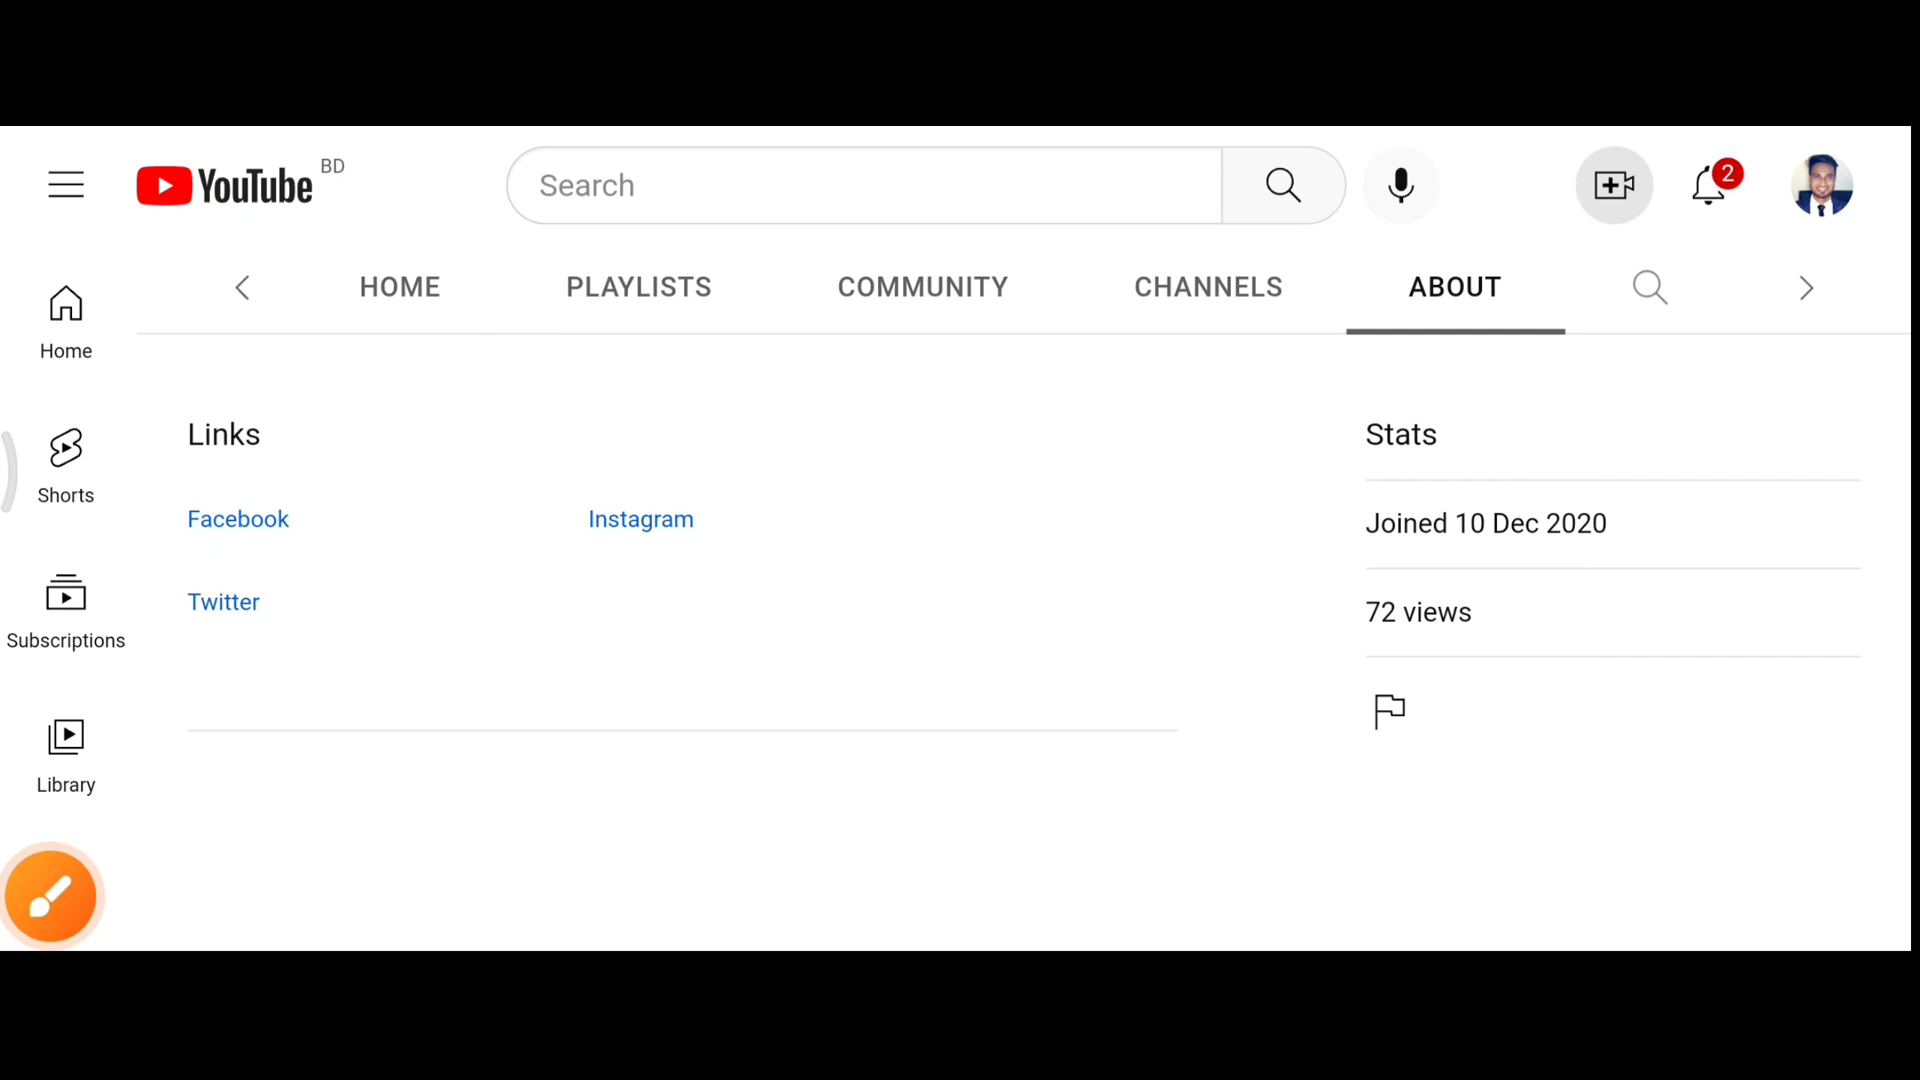 YouTube BD
Search
2
HOME PLAYLISTS COMMUNITY CHANNELS ABOUT
Home
Shorts
Subscriptions
Library
Links
Facebook Instagram
Twitter
Stats
Joined 10 Dec 2020
72 views